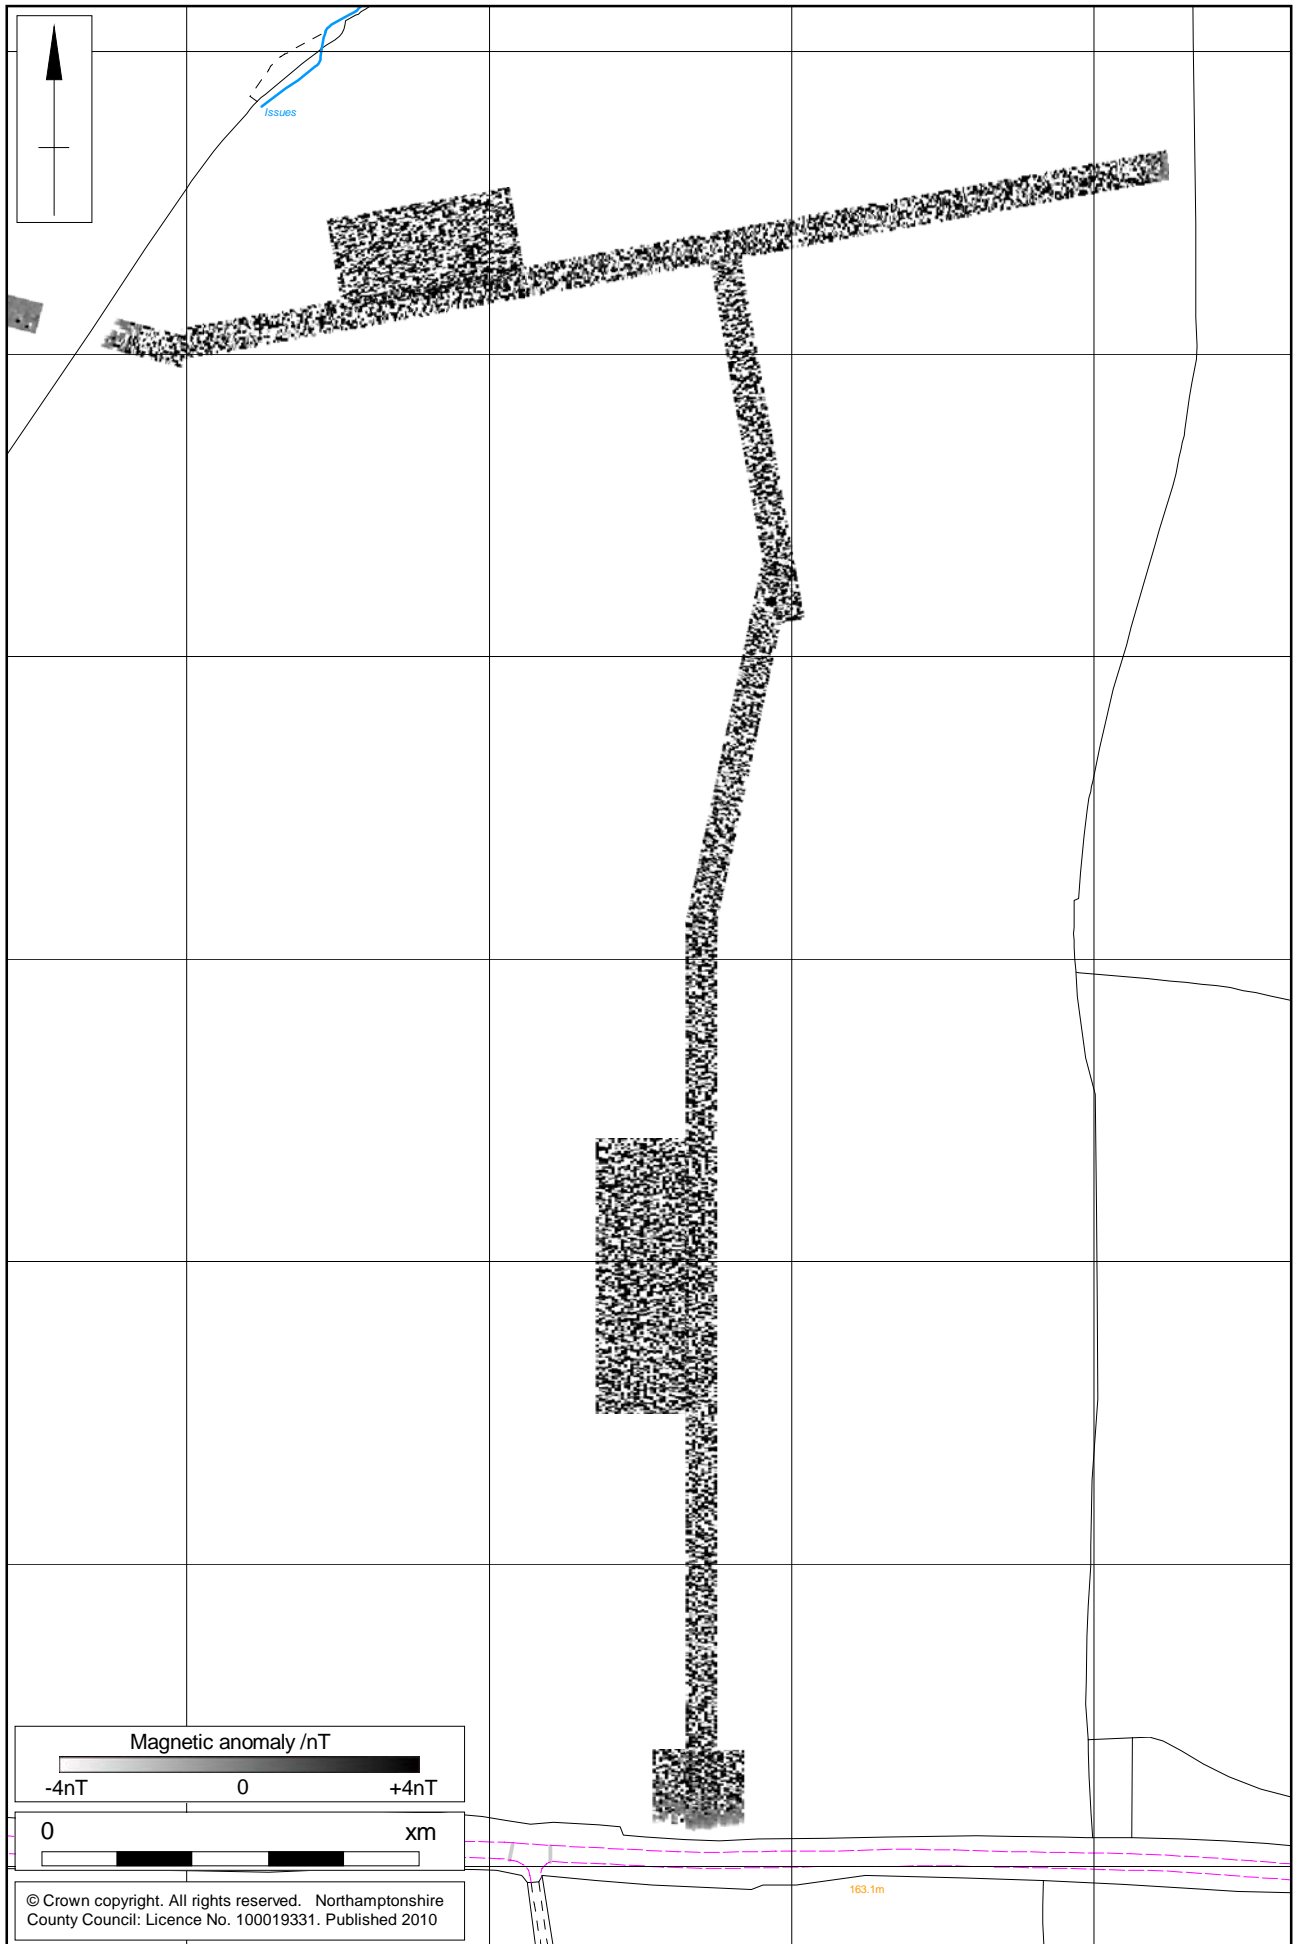 Issues
Magnetic anomaly /nT
-4nT 0 +4nT
0 xm
© Crown copyright. All rights reserved. Northamptonshire
County Council: Licence No. 100019331. Published 2010
163.1m